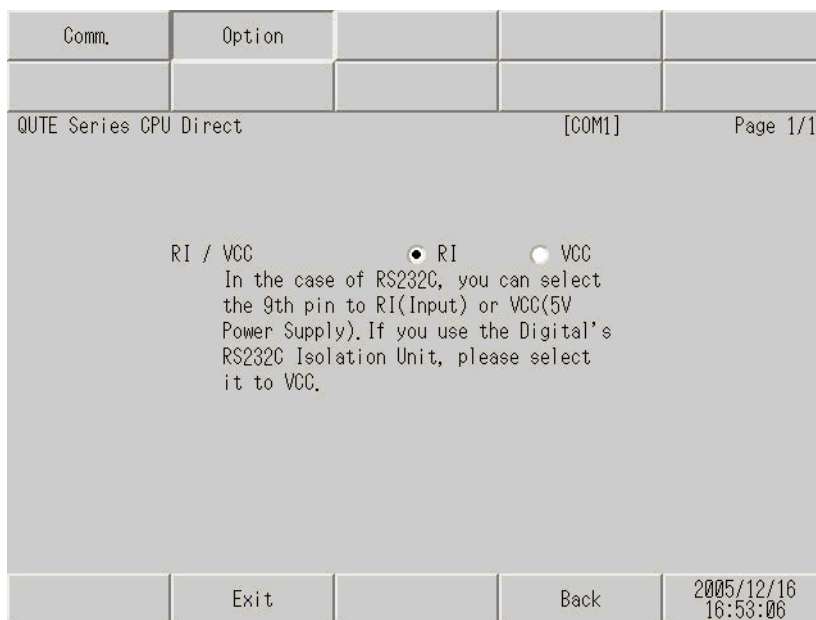 Comm. Option
QUTE Series CPU Direct [COM1] Page 1/1
RI / VCC RI VCC
In the case of RS232C, you can select
the 9th pin to RI(Input) or VCC(5V
Power Supply).If you use the Digital's
RS232C Isolation Unit, please select
it to VCC.
Exit Back 2005/12/16
16:53:06